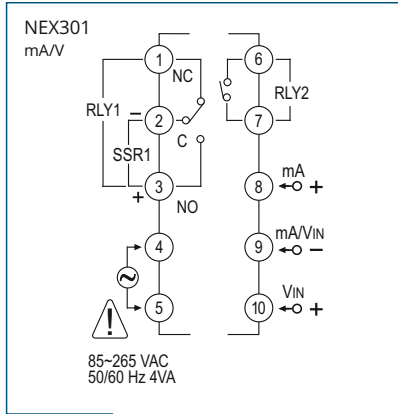 NEX301
mA/V
1
NC
6
RLY1
RLY2
−
2
C
7
SSR1
+
3
NO
8
mA
+
4
9
mA/VIN
−
5
10
VIN
+
!
85~265 VAC
50/60 Hz 4VA